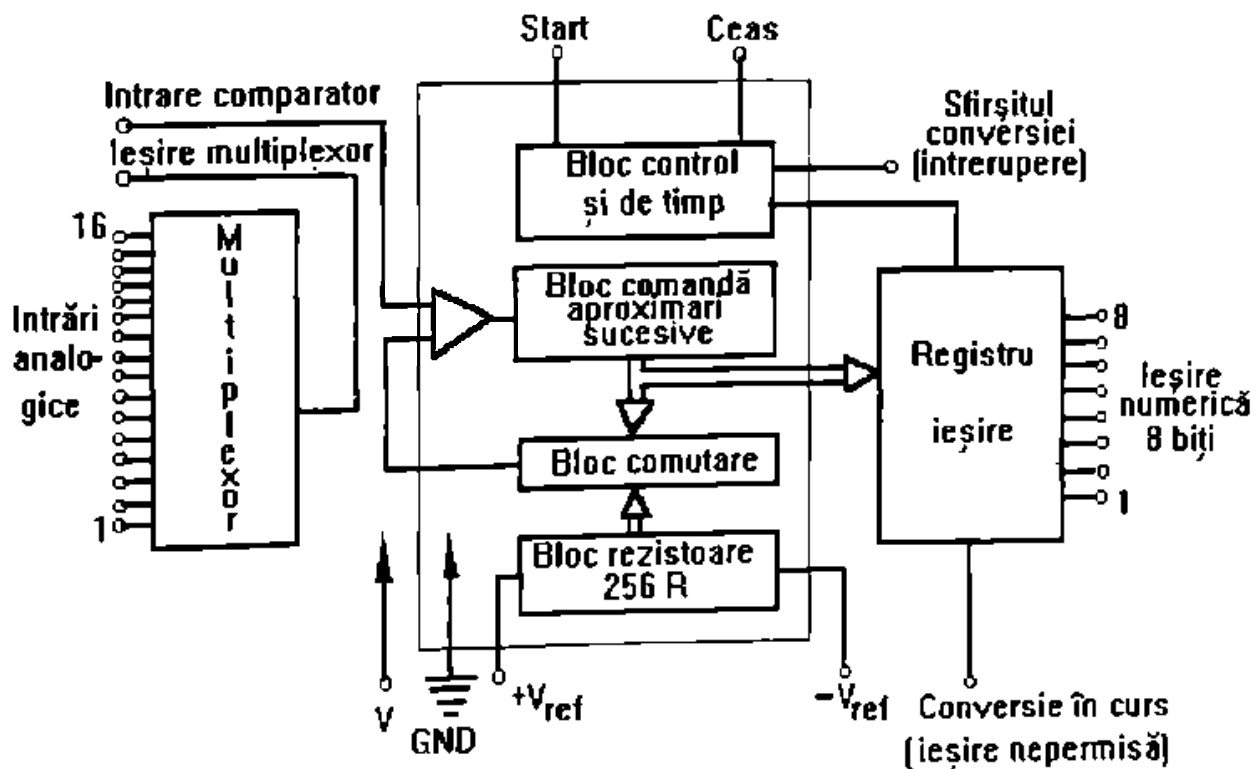 Start
Ceas
Intrare comparator
Ieșire multiplexor
Sfirșitul
conversiei
(intrerupere)
Bloc control
și de timp
16
Multiplexor
Intrări
analo-
gice
1
Bloc comandă
aproximari
sucesive
Registru
ieșire
8
Ieșire
numerică
8 biți
1
Bloc comutare
Bloc rezistoare
256 R
V
GND
+Vref
-Vref
Conversie în curs
(ieșire nepermisă)